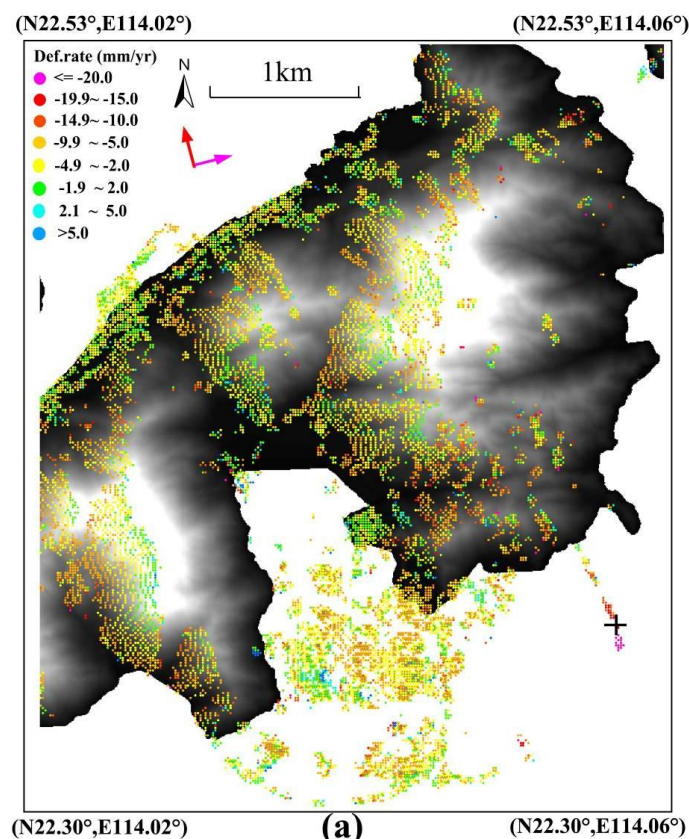 (N22.53°,E114.02°) (N22.53°,E114.06°)
Def.rate (mm/yr)
<= -20.0
-19.9~ -15.0
-14.9~ -10.0
-9.9 ~ -5.0
-4.9 ~ -2.0
-1.9 ~ 2.0
2.1 ~ 5.0
>5.0
N
1km
(N22.30°,E114.02°) (a) (N22.30°,E114.06°)